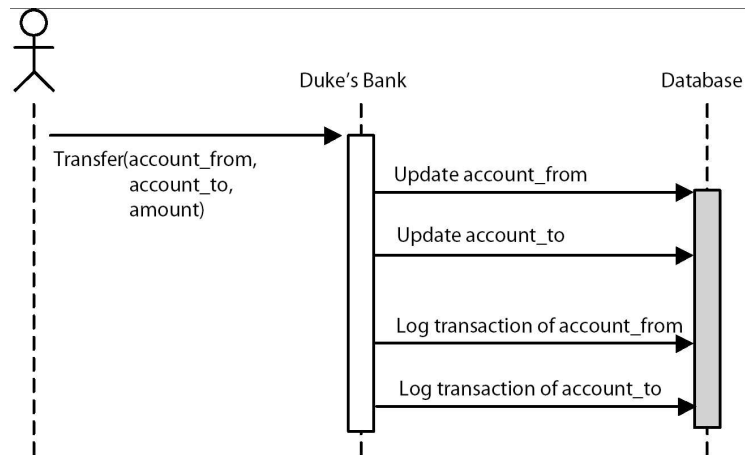 Duke's Bank
Database
Transfer(account_from,
account_to,
amount)
Update account_from
Update account_to
Log transaction of account_from
Log transaction of account_to